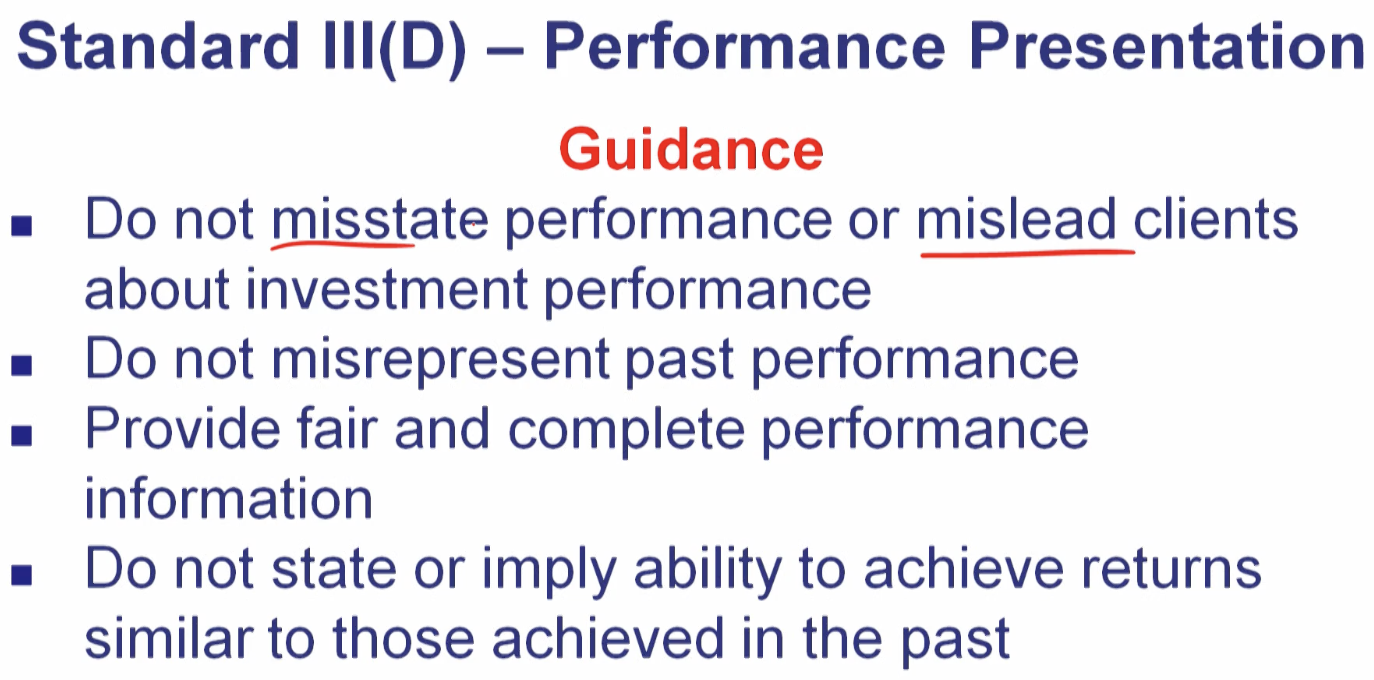 Standard III(D) – Performance Presentation
Guidance
■ Do not misstate performance or mislead clients
about investment performance
■ Do not misrepresent past performance
■ Provide fair and complete performance
information
■ Do not state or imply ability to achieve returns
similar to those achieved in the past